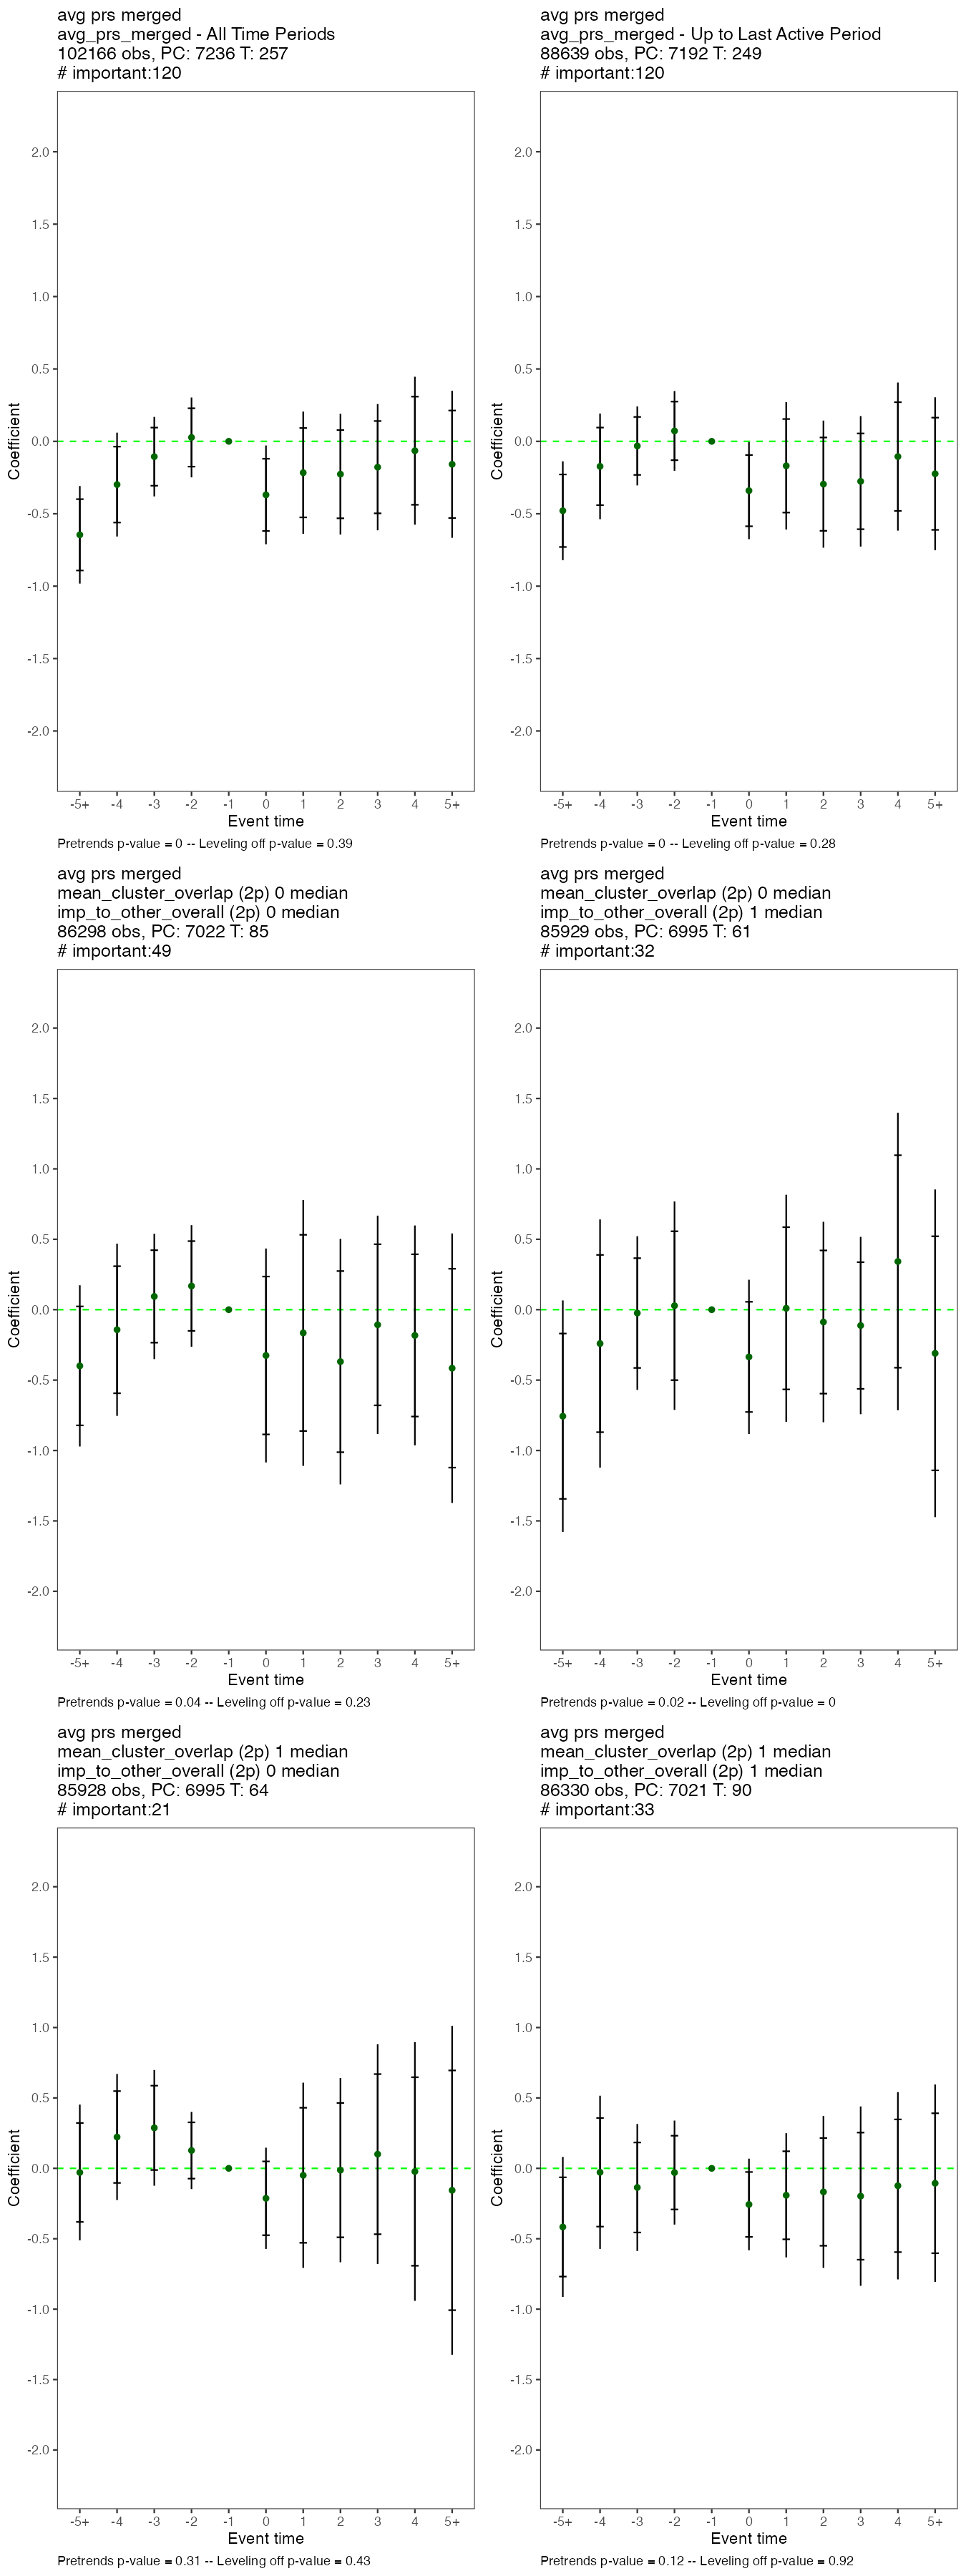 avg prs merged
avg_prs_merged - All Time Periods
102166 obs, PC: 7236 T: 257
# important:120
Coefficient
2.0
1.5
1.0
0.5
0.0
-0.5
-1.0
-1.5
-2.0
-5+ -4 -3 -2 -1 0 1 2 3 4 5+
Event time
Pretrends p-value = 0 -- Leveling off p-value = 0.39
avg prs merged
avg_prs_merged - Up to Last Active Period
88639 obs, PC: 7192 T: 249
# important:120
Coefficient
2.0
1.5
1.0
0.5
0.0
-0.5
-1.0
-1.5
-2.0
-5+ -4 -3 -2 -1 0 1 2 3 4 5+
Event time
Pretrends p-value = 0 -- Leveling off p-value = 0.28
avg prs merged
mean_cluster_overlap (2p) 0 median
imp_to_other_overall (2p) 0 median
86298 obs, PC: 7022 T: 85
# important:49
Coefficient
2.0
1.5
1.0
0.5
0.0
-0.5
-1.0
-1.5
-2.0
-5+ -4 -3 -2 -1 0 1 2 3 4 5+
Event time
Pretrends p-value = 0.04 -- Leveling off p-value = 0.23
avg prs merged
mean_cluster_overlap (2p) 0 median
imp_to_other_overall (2p) 1 median
85929 obs, PC: 6995 T: 61
# important:32
Coefficient
2.0
1.5
1.0
0.5
0.0
-0.5
-1.0
-1.5
-2.0
-5+ -4 -3 -2 -1 0 1 2 3 4 5+
Event time
Pretrends p-value = 0.02 -- Leveling off p-value = 0
avg prs merged
mean_cluster_overlap (2p) 1 median
imp_to_other_overall (2p) 0 median
85928 obs, PC: 6995 T: 64
# important:21
Coefficient
2.0
1.5
1.0
0.5
0.0
-0.5
-1.0
-1.5
-2.0
-5+ -4 -3 -2 -1 0 1 2 3 4 5+
Event time
Pretrends p-value = 0.31 -- Leveling off p-value = 0.43
avg prs merged
mean_cluster_overlap (2p) 1 median
imp_to_other_overall (2p) 1 median
86330 obs, PC: 7021 T: 90
# important:33
Coefficient
2.0
1.5
1.0
0.5
0.0
-0.5
-1.0
-1.5
-2.0
-5+ -4 -3 -2 -1 0 1 2 3 4 5+
Event time
Pretrends p-value = 0.12 -- Leveling off p-value = 0.92